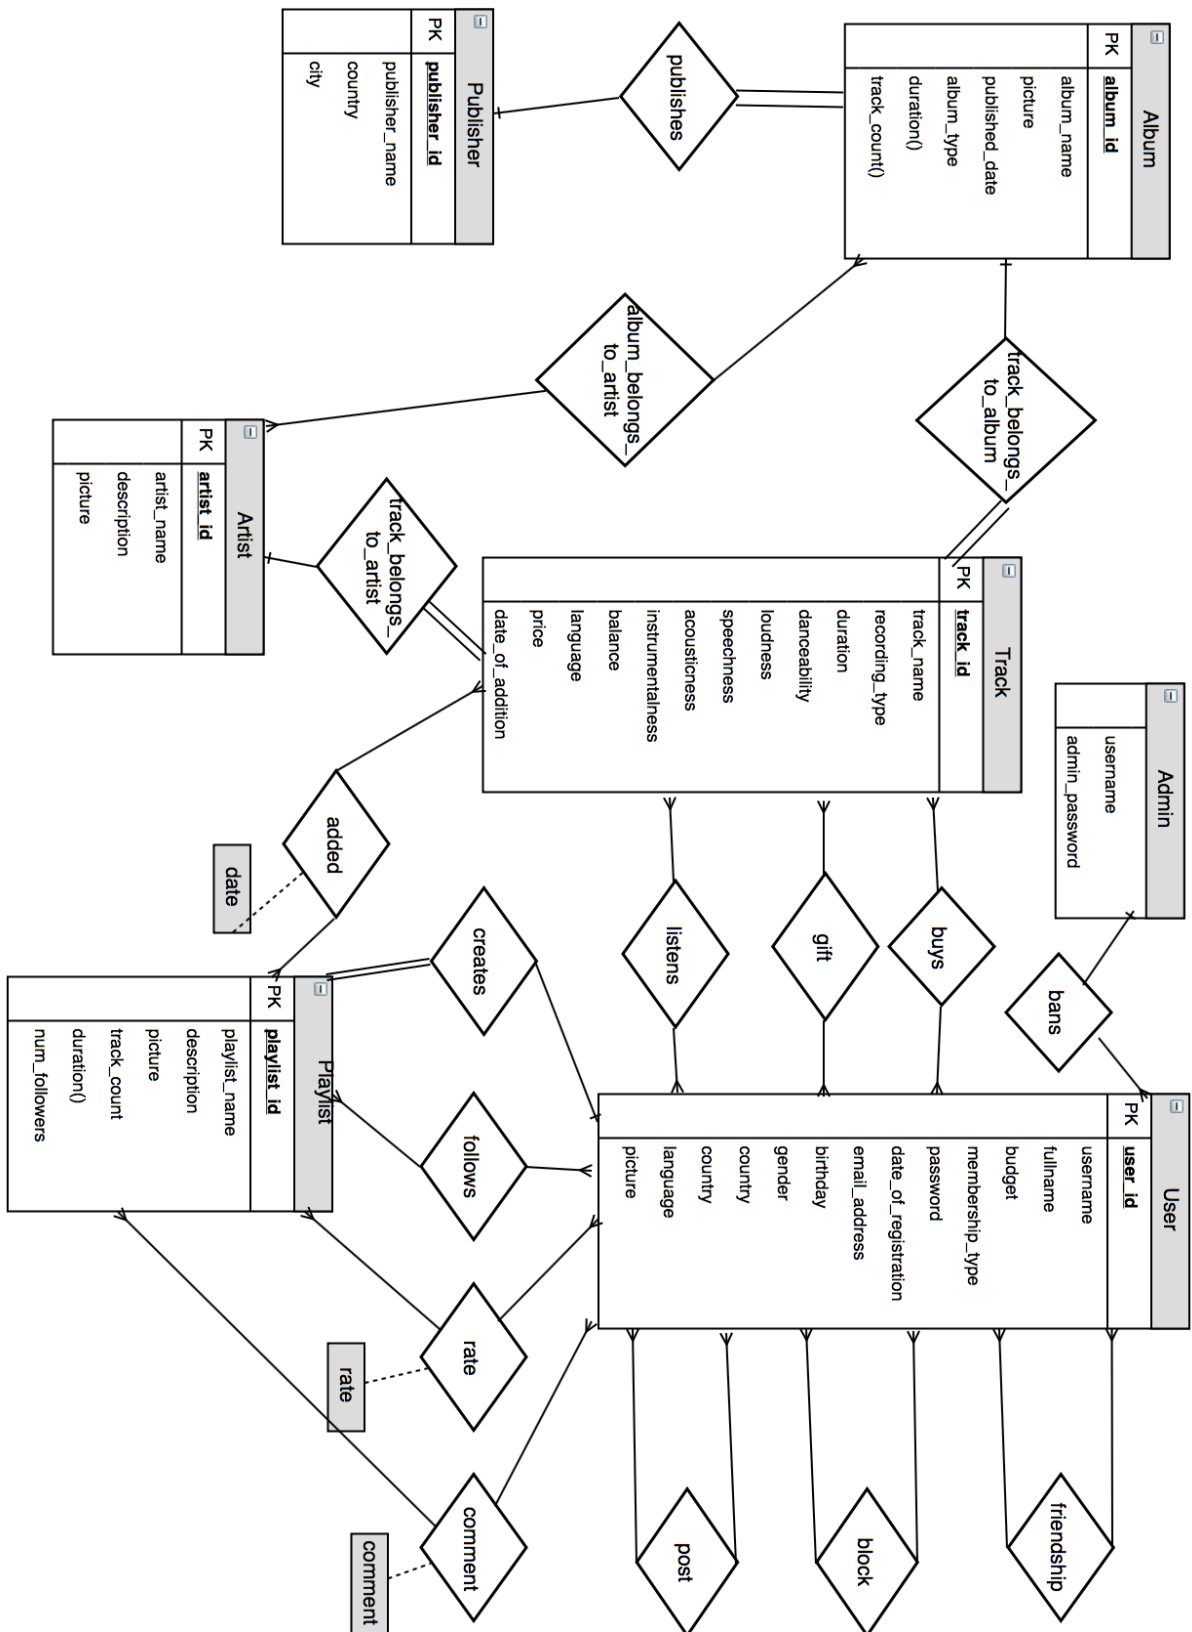 Album
PK album_id
album_name
picture
published_date
album_type
duration()
track_count()
publishes
Publisher
PK publisher_id
publisher_name
country
city
track_belongs_
to_album
album_belongs_
to_artist
Artist
PK artist_id
artist_name
description
picture
track_belongs_
to_artist
Track
PK track_id
track_name
recording_type
duration
danceability
loudness
speechness
acousticness
instrumentalness
balance
language
price
date_of_addition
Admin
username
admin_password
bans
buys
gift
listens
added
date
creates
User
PK user_id
username
fullname
budget
membership_type
password
date_of_registration
email_address
birthday
gender
country
country
language
picture
Playlist
PK playlist_id
playlist_name
description
picture
track_count
duration()
num_followers
follows
rate
rate
comment
comment
friendship
block
post